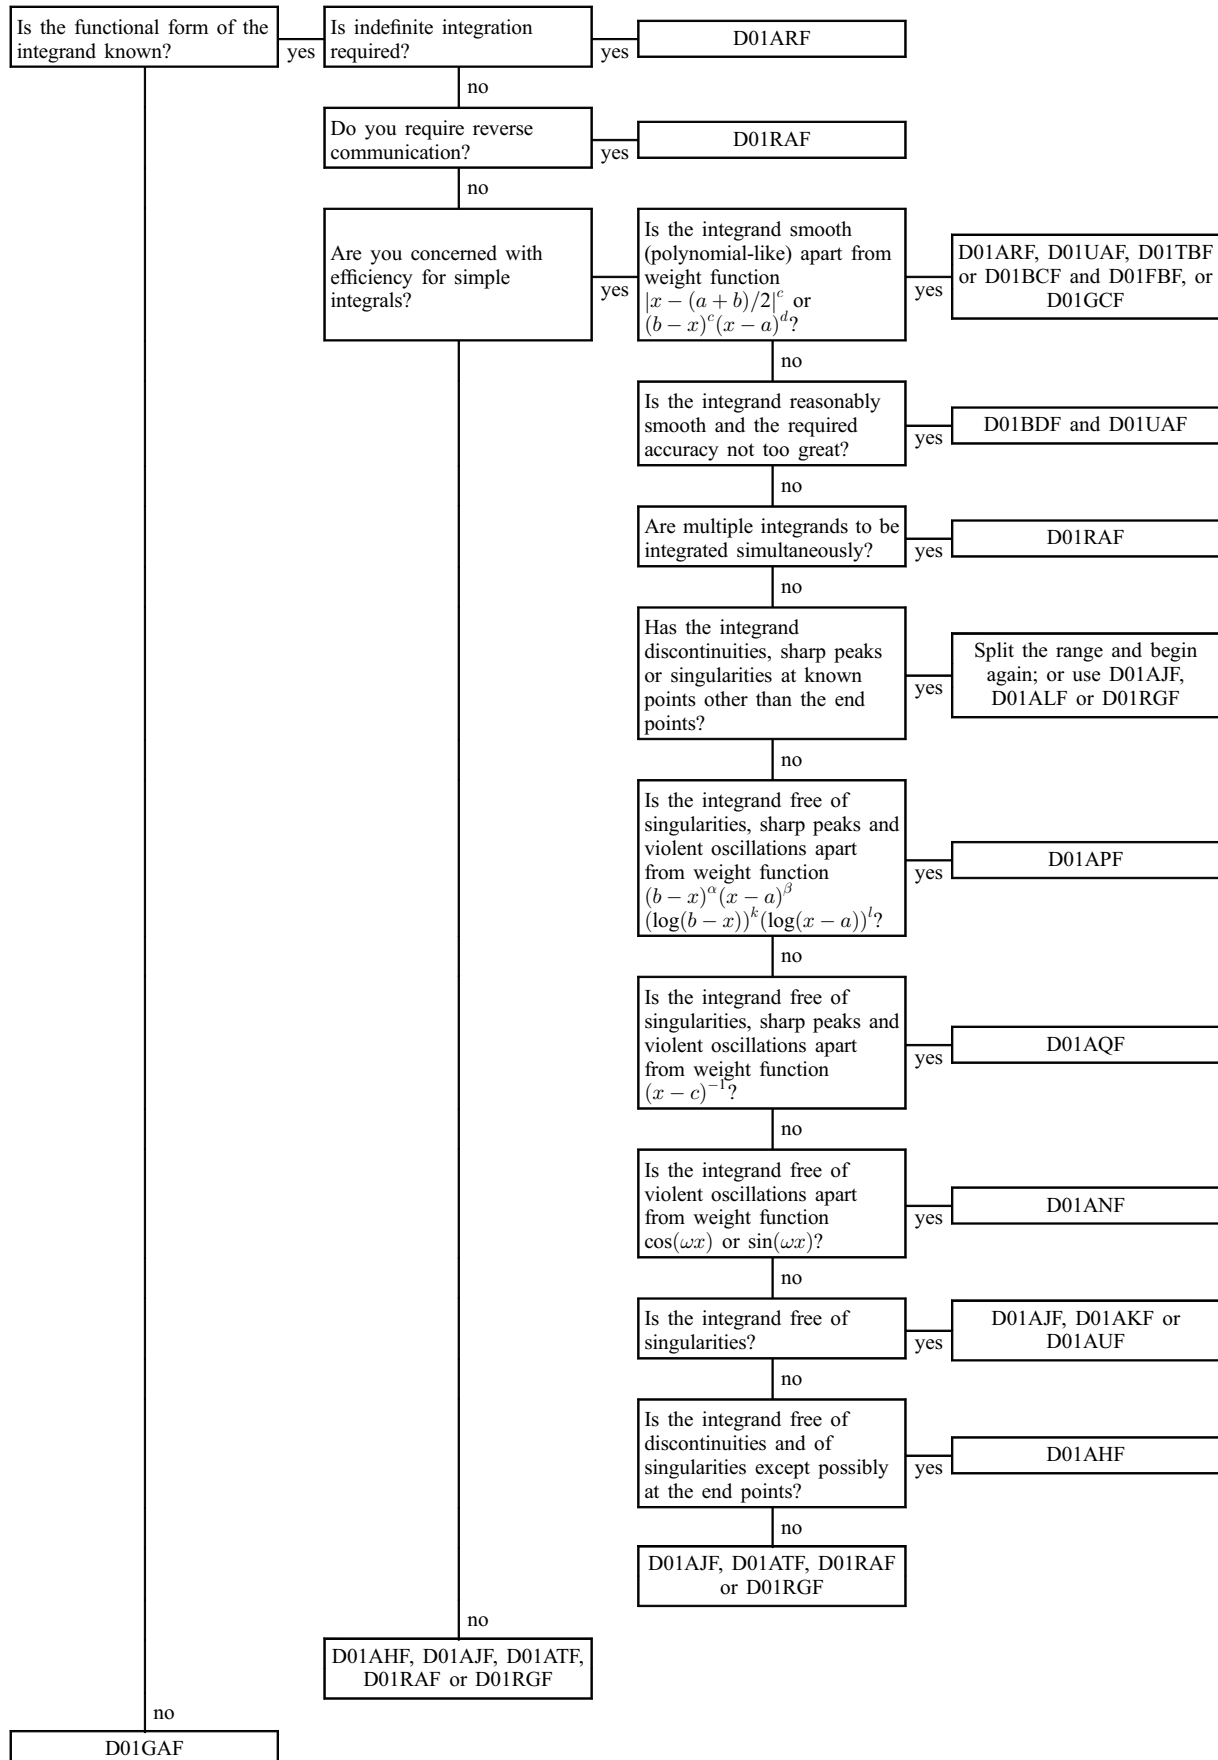 Is the functional form of the
integrand known?
yes
Is indefinite integration
required?
yes
D01ARF
no
Do you require reverse
communication?
yes
D01RAF
no
Are you concerned with
efficiency for simple
integrals?
yes
Is the integrand smooth
(polynomial-like) apart from
weight function
|x − (a + b)/2|^c or
(b − x)^c(x − a)^d?
yes
D01ARF, D01UAF, D01TBF
or D01BCF and D01FBF, or
D01GCF
no
Is the integrand reasonably
smooth and the required
accuracy not too great?
yes
D01BDF and D01UAF
no
Are multiple integrands to be
integrated simultaneously?
yes
D01RAF
no
Has the integrand
discontinuities, sharp peaks
or singularities at known
points other than the end
points?
yes
Split the range and begin
again; or use D01AJF,
D01ALF or D01RGF
no
Is the integrand free of
singularities, sharp peaks and
violent oscillations apart
from weight function
(b − x)^α(x − a)^β
(log(b − x))^k(log(x − a))^l?
yes
D01APF
no
Is the integrand free of
singularities, sharp peaks and
violent oscillations apart
from weight function
(x − c)^−1?
yes
D01AQF
no
Is the integrand free of
violent oscillations apart
from weight function
cos(ωx) or sin(ωx)?
yes
D01ANF
no
Is the integrand free of
singularities?
yes
D01AJF, D01AKF or
D01AUF
no
Is the integrand free of
discontinuities and of
singularities except possibly
at the end points?
yes
D01AHF
no
D01AJF, D01ATF, D01RAF
or D01RGF
no
D01AHF, D01AJF, D01ATF,
D01RAF or D01RGF
no
D01GAF